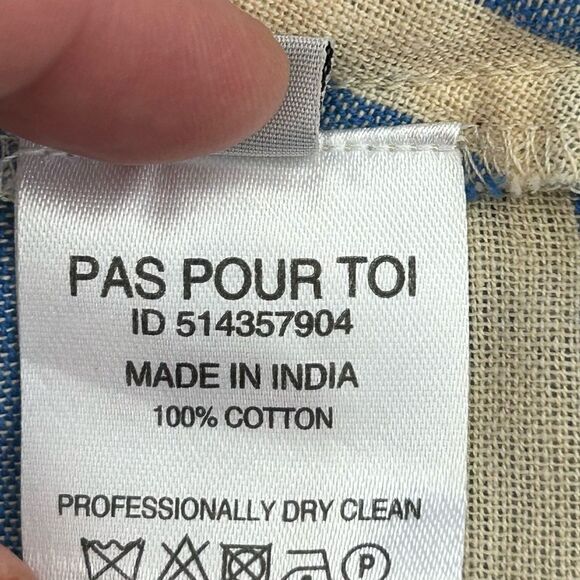 PAS POUR TOI
ID 514357904
MADE IN INDIA
100% COTTON
PROFESSIONALLY DRY CLEAN
P